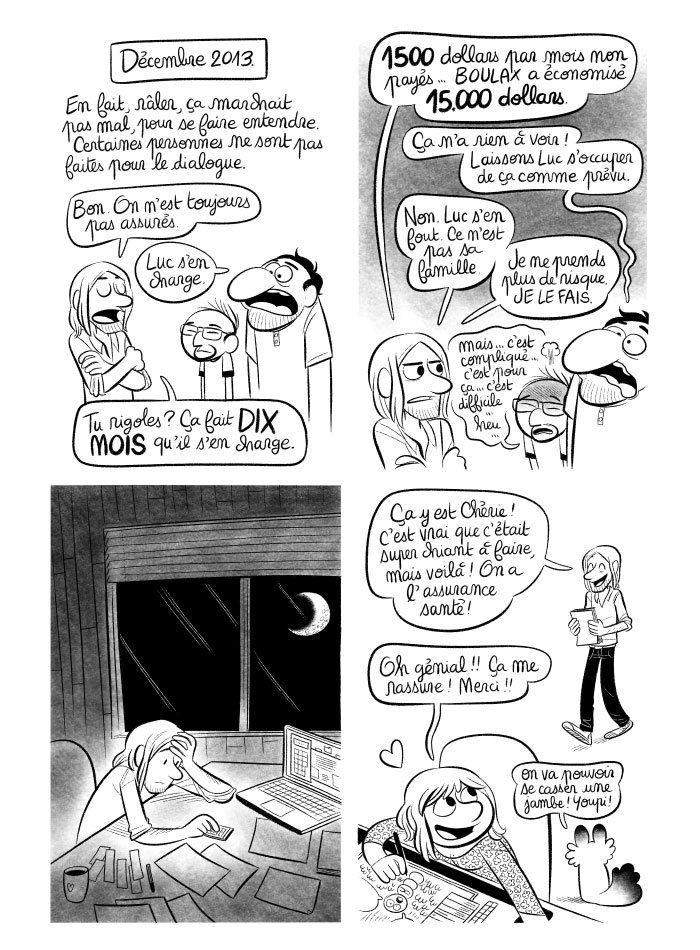 Décembre 2013.
En fait, râler, ça marchait
pas mal, pour se faire entendre.
Certaines personnes ne sont pas
faites pour le dialogue.
Bon. On n'est toujours
pas assurés.
Luc s'en
charge.
Tu rigoles? Ça fait DIX
MOIS qu'il s'en charge.
1500 dollars par mois non
payés... BOULAX a économisé
15.000 dollars.
Ça n'a rien à voir!
Laissons Luc s'occuper
de ça comme prévu.
Non. Luc s'en
fout. Ce n'est
pas sa
famille.
Je me prends
plus de risque.
JE LE FAIS.
mais... c'est
compliqué...
c'est pour
ça... c'est
difficile
...
heu...
Ça y est Chérie!
C'est vrai que c'était
super chiant à faire,
mais voilà! On a
l'assurance
santé!
Oh génial!! Ça me
rassure! Merci!!
on va pouvoir
se casser une
jambe! Youpi!